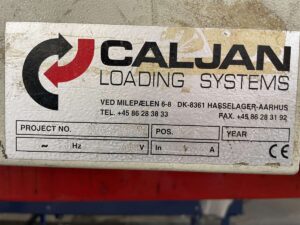 CALJAN
LOADING SYSTEMS
VED MILEPÆLEN 6-8 DK-8361 HASSELAGER-AARHUS
TEL. +45 86 28 38 33 FAX. +45 86 28 31 92
PROJECT NO. POS. YEAR
~ Hz V In A CE